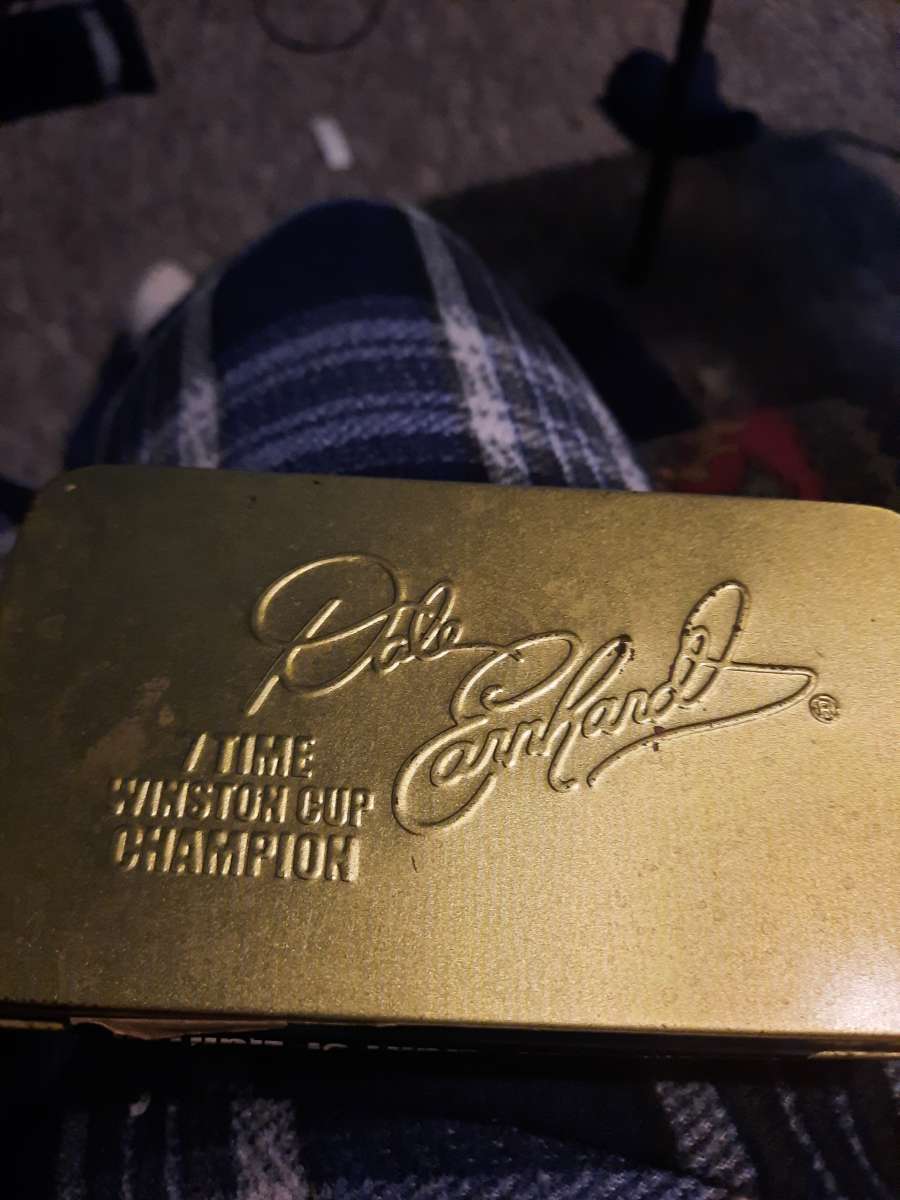 Dale Earnhardt ®
7 TIME
WINSTON CUP
CHAMPION